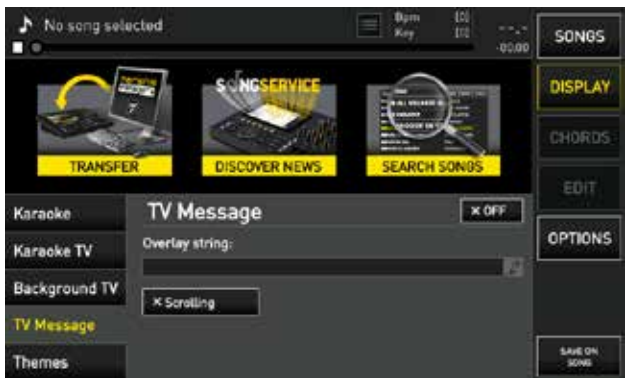 No song selected
Bpm [0]
Key [0]
--.-
-00.00
SONGS
DISPLAY
CHORDS
EDIT
OPTIONS
SAVE ON
SONG
TRANSFER
SONGSERVICE
DISCOVER NEWS
SEARCH SONGS
Karaoke
Karaoke TV
Background TV
TV Message
Themes
TV Message
× OFF
Overlay string:
× Scrolling